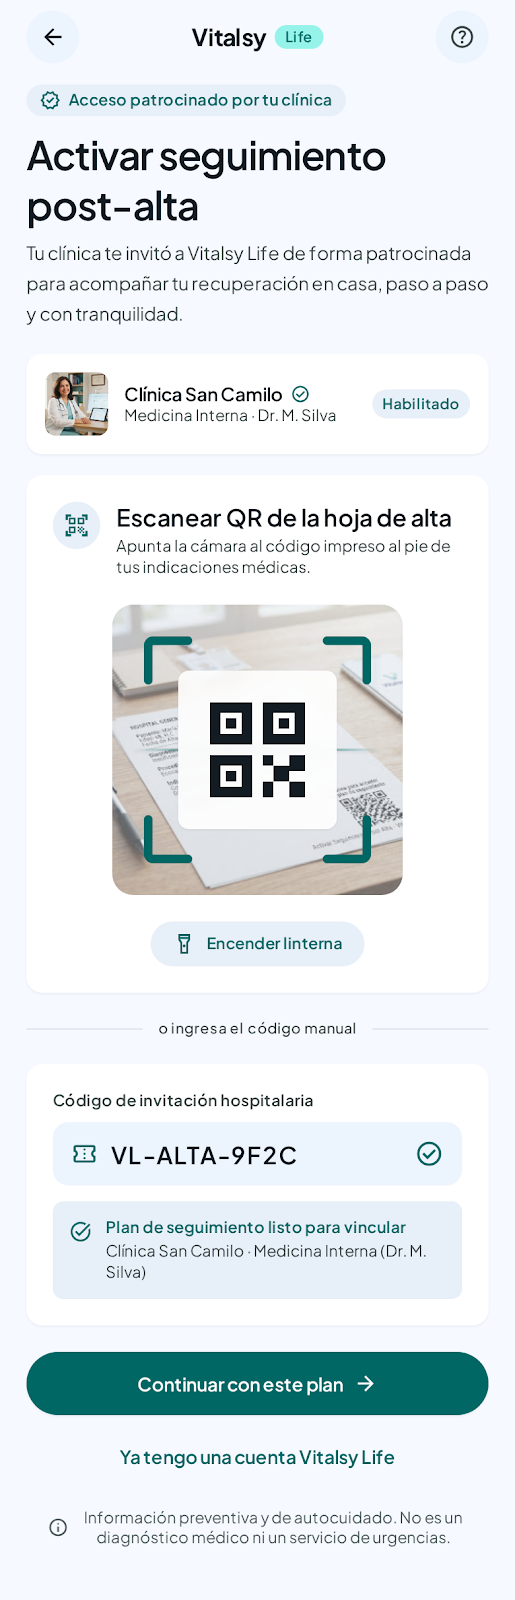 Vitalsy Life
Acceso patrocinado por tu clínica
Activar seguimiento
post-alta
Tu clínica te invitó a Vitalsy Life de forma patrocinada
para acompañar tu recuperación en casa, paso a paso
y con tranquilidad.
Clínica San Camilo
Medicina Interna · Dr. M. Silva
Habilitado
Escanear QR de la hoja de alta
Apunta la cámara al código impreso al pie de
tus indicaciones médicas.
HOSPITAL
Encender linterna
o ingresa el código manual
Código de invitación hospitalaria
VL-ALTA-9F2C
Plan de seguimiento listo para vincular
Clínica San Camilo · Medicina Interna (Dr. M.
Silva)
Continuar con este plan
Ya tengo una cuenta Vitalsy Life
Información preventiva y de autocuidado. No es un
diagnóstico médico ni un servicio de urgencias.